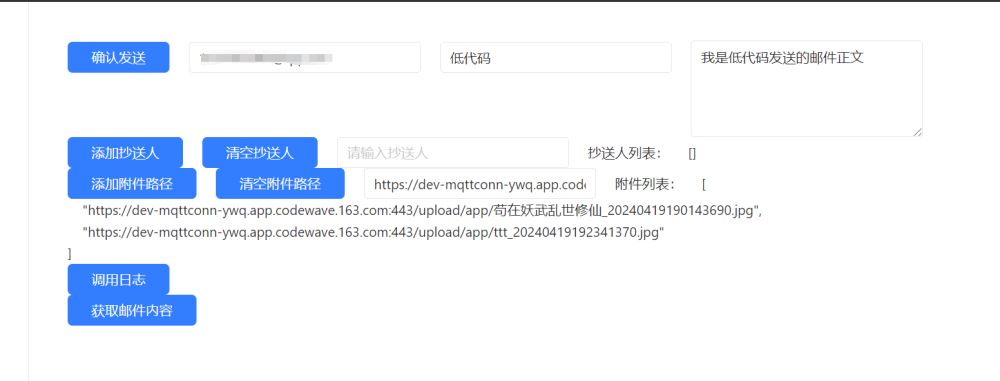 确认发送 低代码 我是低代码发送的邮件正文
添加抄送人 清空抄送人 请输入抄送人 抄送人列表： []
添加附件路径 清空附件路径 https://dev-mqttconn-ywq.app.code 附件列表： [
"https://dev-mqttconn-ywq.app.codewave.163.com:443/upload/app/苟在妖武乱世修仙_20240419190143690.jpg",
"https://dev-mqttconn-ywq.app.codewave.163.com:443/upload/app/ttt_20240419192341370.jpg"
]
调用日志
获取邮件内容